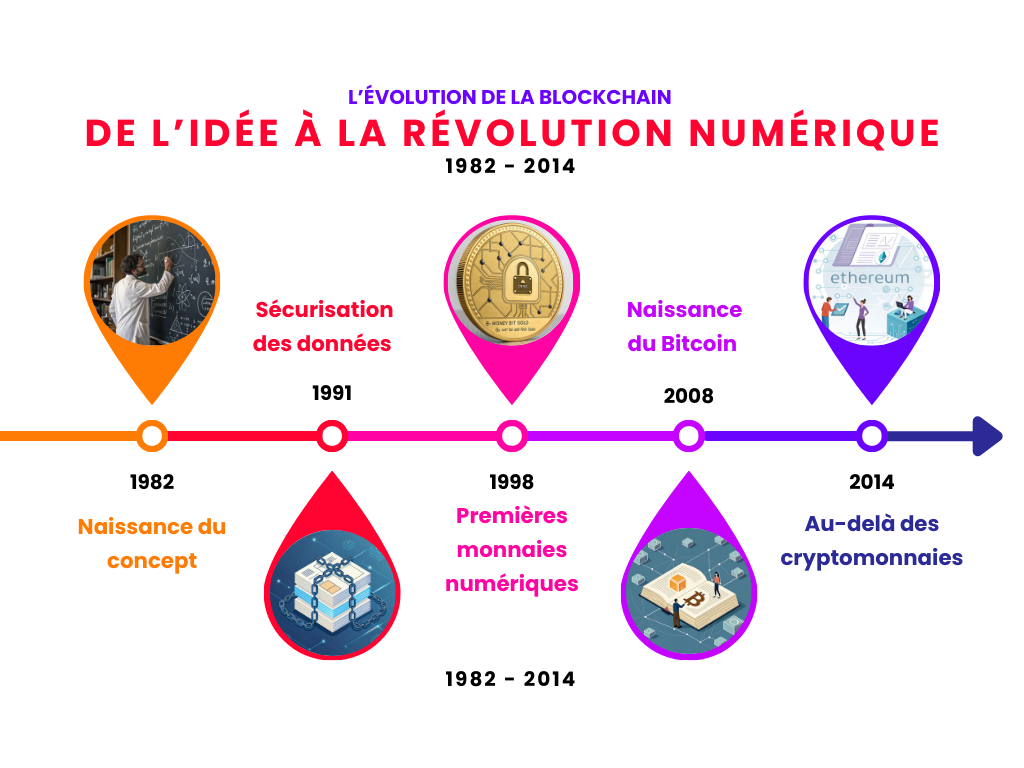 L'ÉVOLUTION DE LA BLOCKCHAIN
DE L'IDÉE À LA RÉVOLUTION NUMÉRIQUE
1982 - 2014
ethereum
Sécurisation
des données
1991
Naissance
du Bitcoin
2008
1982
Naissance du
concept
1998
Premières
monnaies
numériques
2014
Au-delà des
cryptomonnaies
1982 - 2014